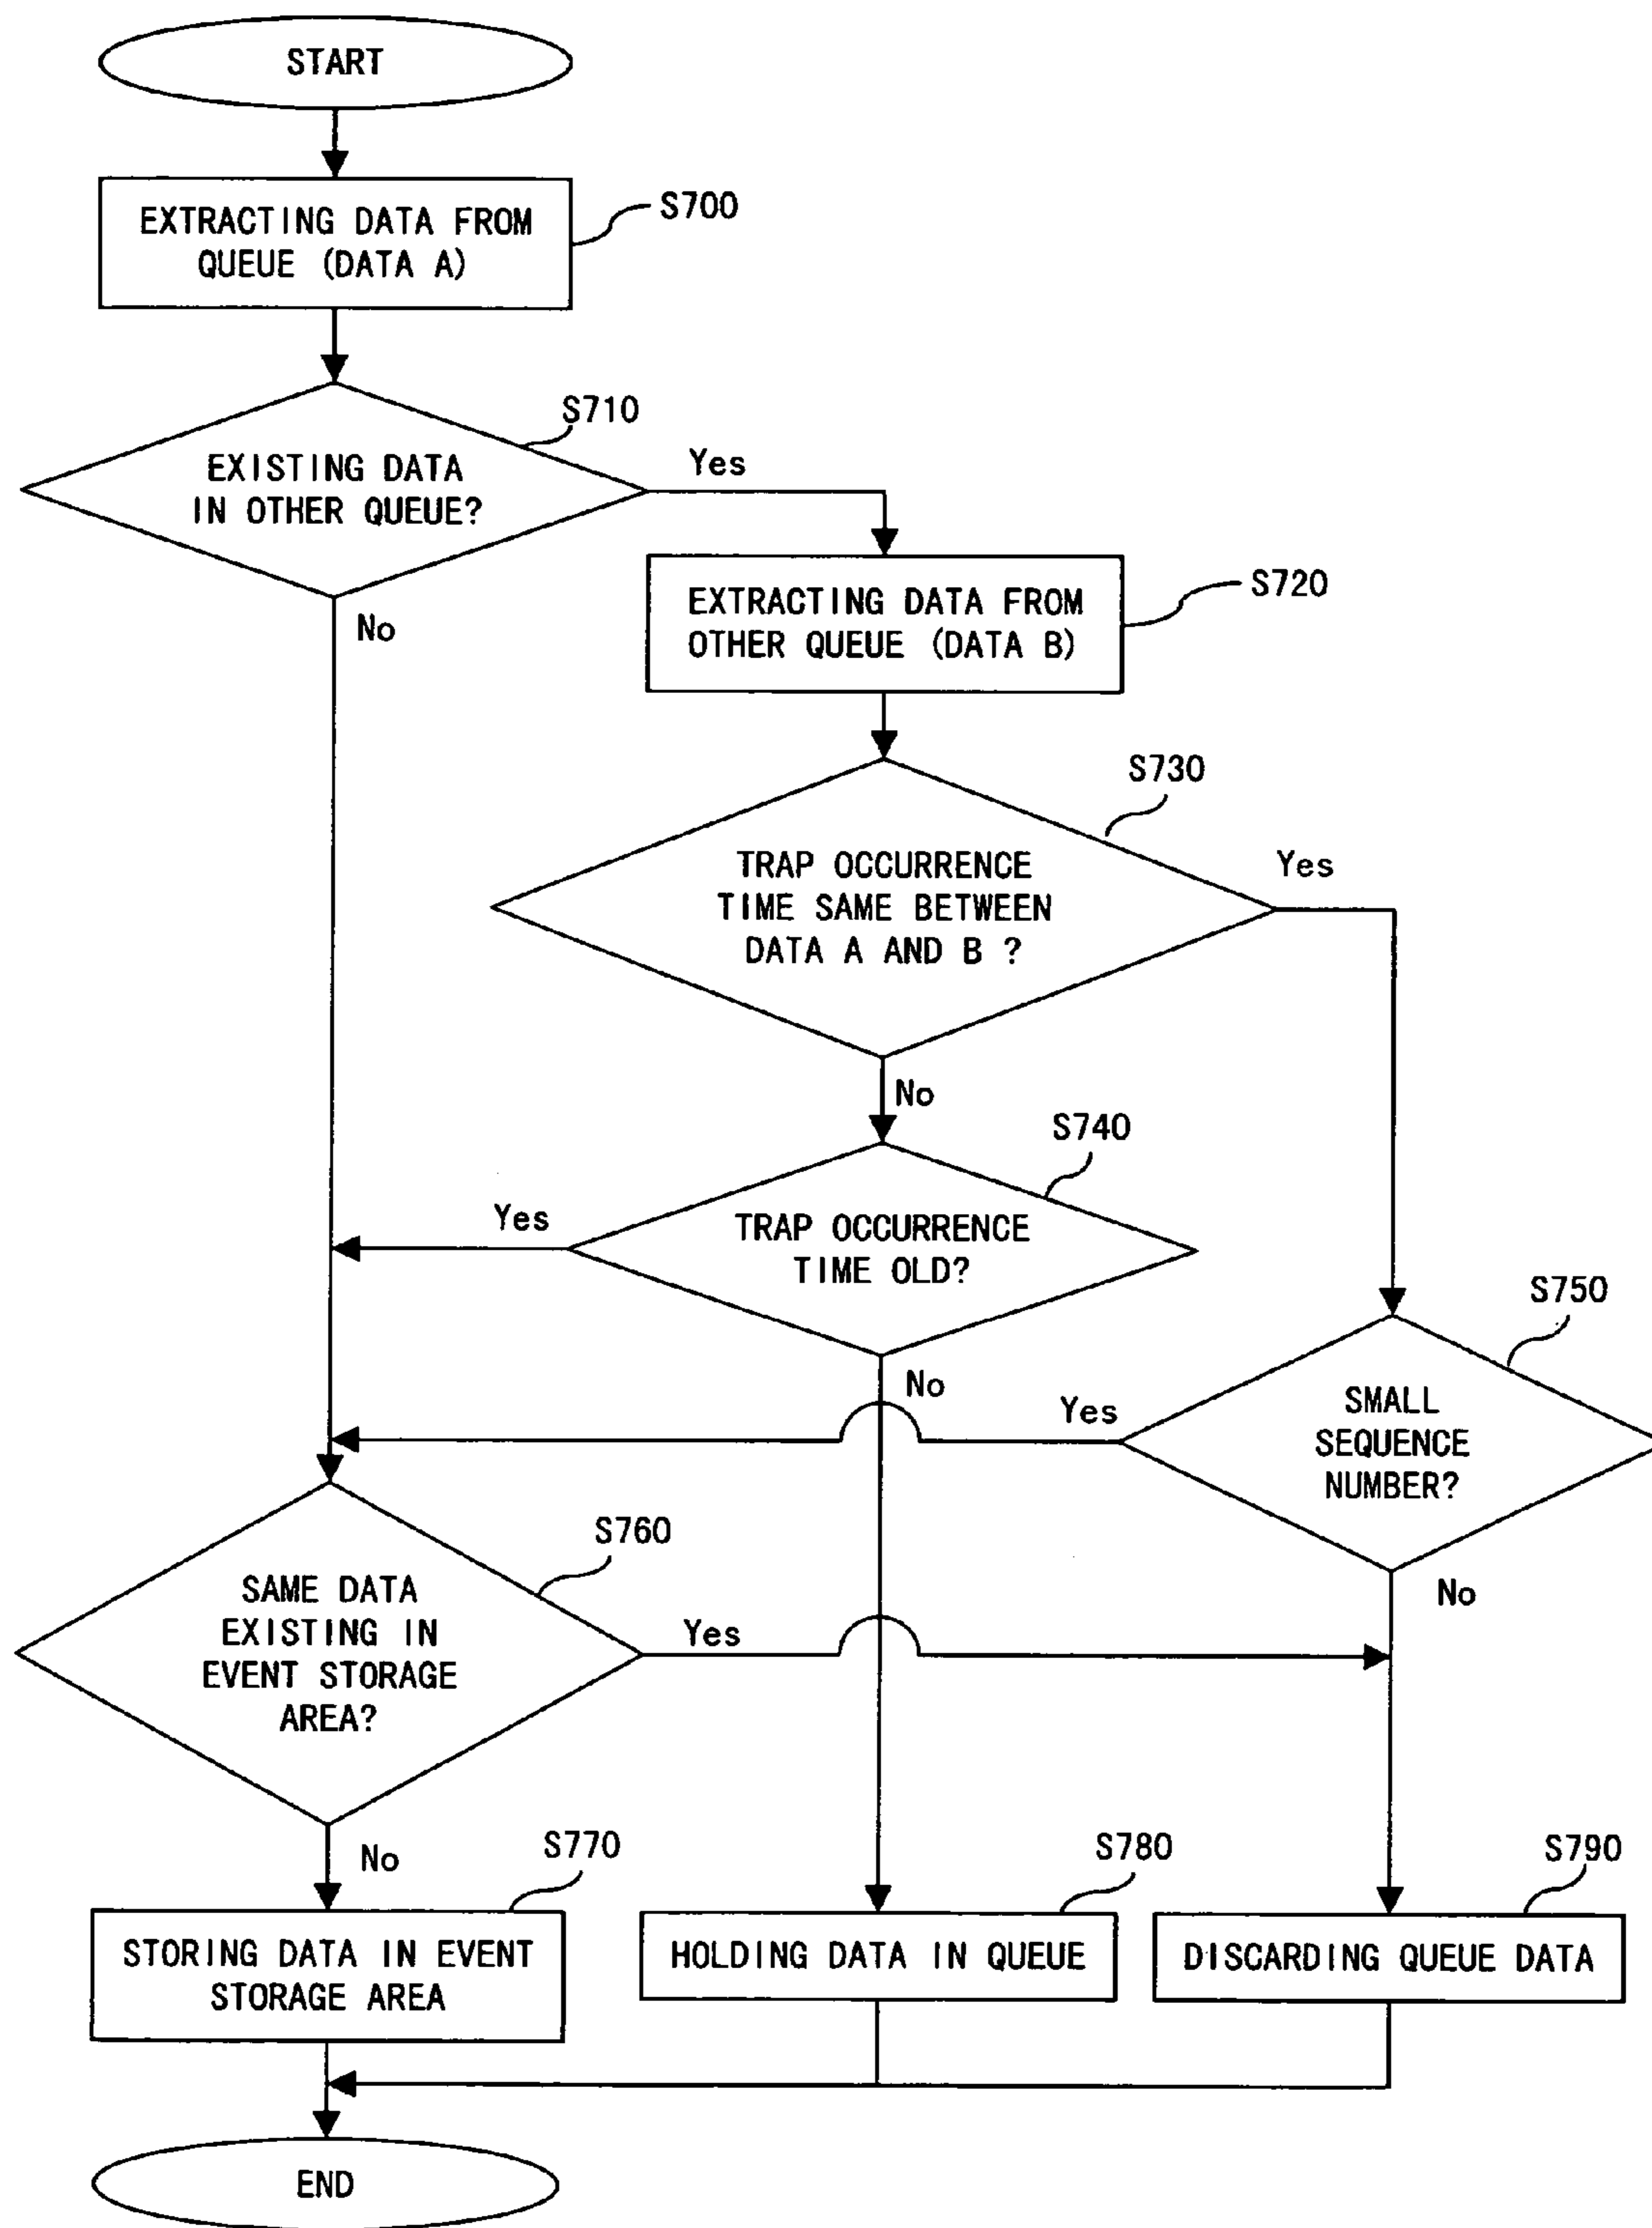 START
EXTRACTING DATA FROM
QUEUE (DATA A)
S700
S710
EXISTING DATA
IN OTHER QUEUE?
Yes
No
EXTRACTING DATA FROM
OTHER QUEUE (DATA B)
S720
S730
TRAP OCCURRENCE
TIME SAME BETWEEN
DATA A AND B ?
Yes
No
S740
TRAP OCCURRENCE
TIME OLD?
Yes
No
S750
SMALL
SEQUENCE
NUMBER?
Yes
No
S760
SAME DATA
EXISTING IN
EVENT STORAGE
AREA?
Yes
No
S770
STORING DATA IN EVENT
STORAGE AREA
S780
HOLDING DATA IN QUEUE
S790
DISCARDING QUEUE DATA
END